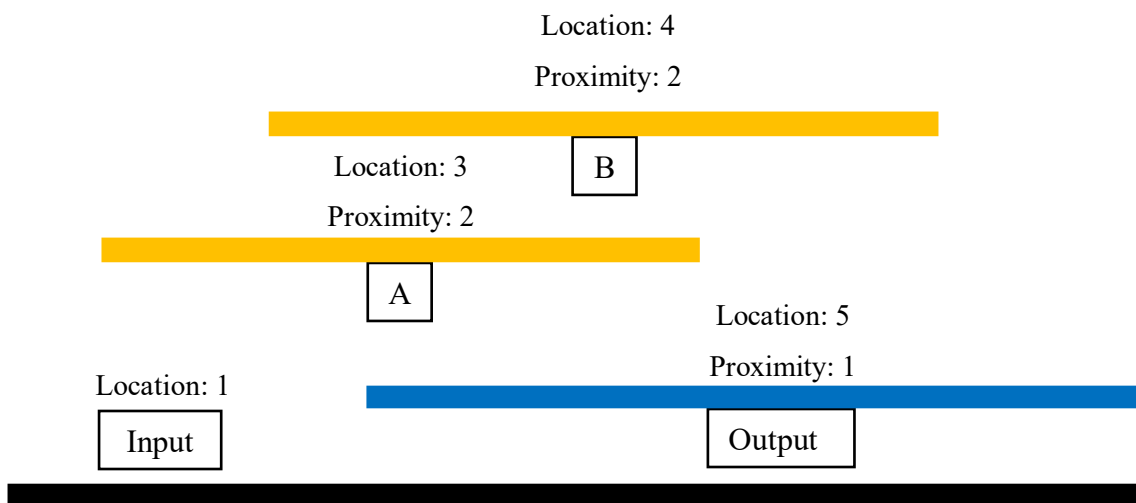 Location: 4
Proximity: 2
B
Location: 3
Proximity: 2
A
Location: 5
Proximity: 1
Output
Location: 1
Input